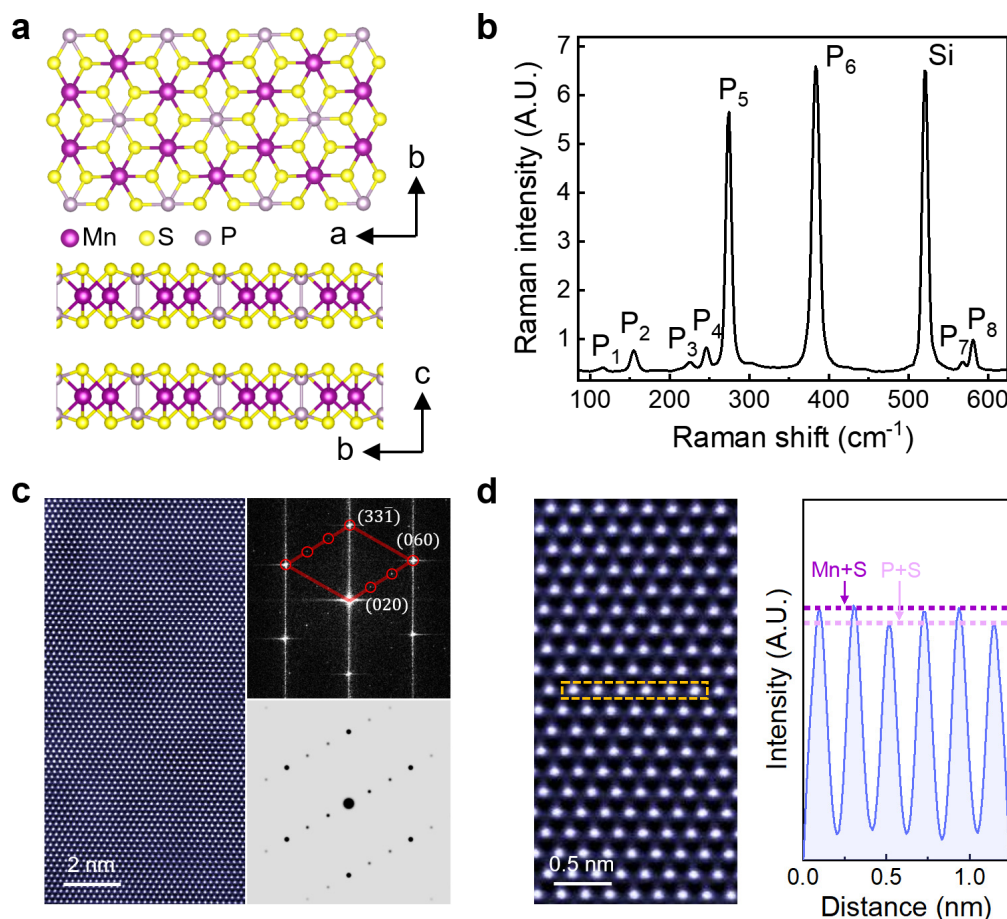 a
b
a
Mn S P
c
b
b
7
6
5
4
3
2
1
Raman intensity (A.U.)
P₁
P₂
P₃
P₄
P₅
P₆
Si
P₇
P₈
100 200 300 400 500 600
Raman shift (cm⁻¹)
c
2 nm
(331̄)
(060)
(020)
d
0.5 nm
Mn+S P+S
Intensity (A.U.)
0.0 0.5 1.0
Distance (nm)